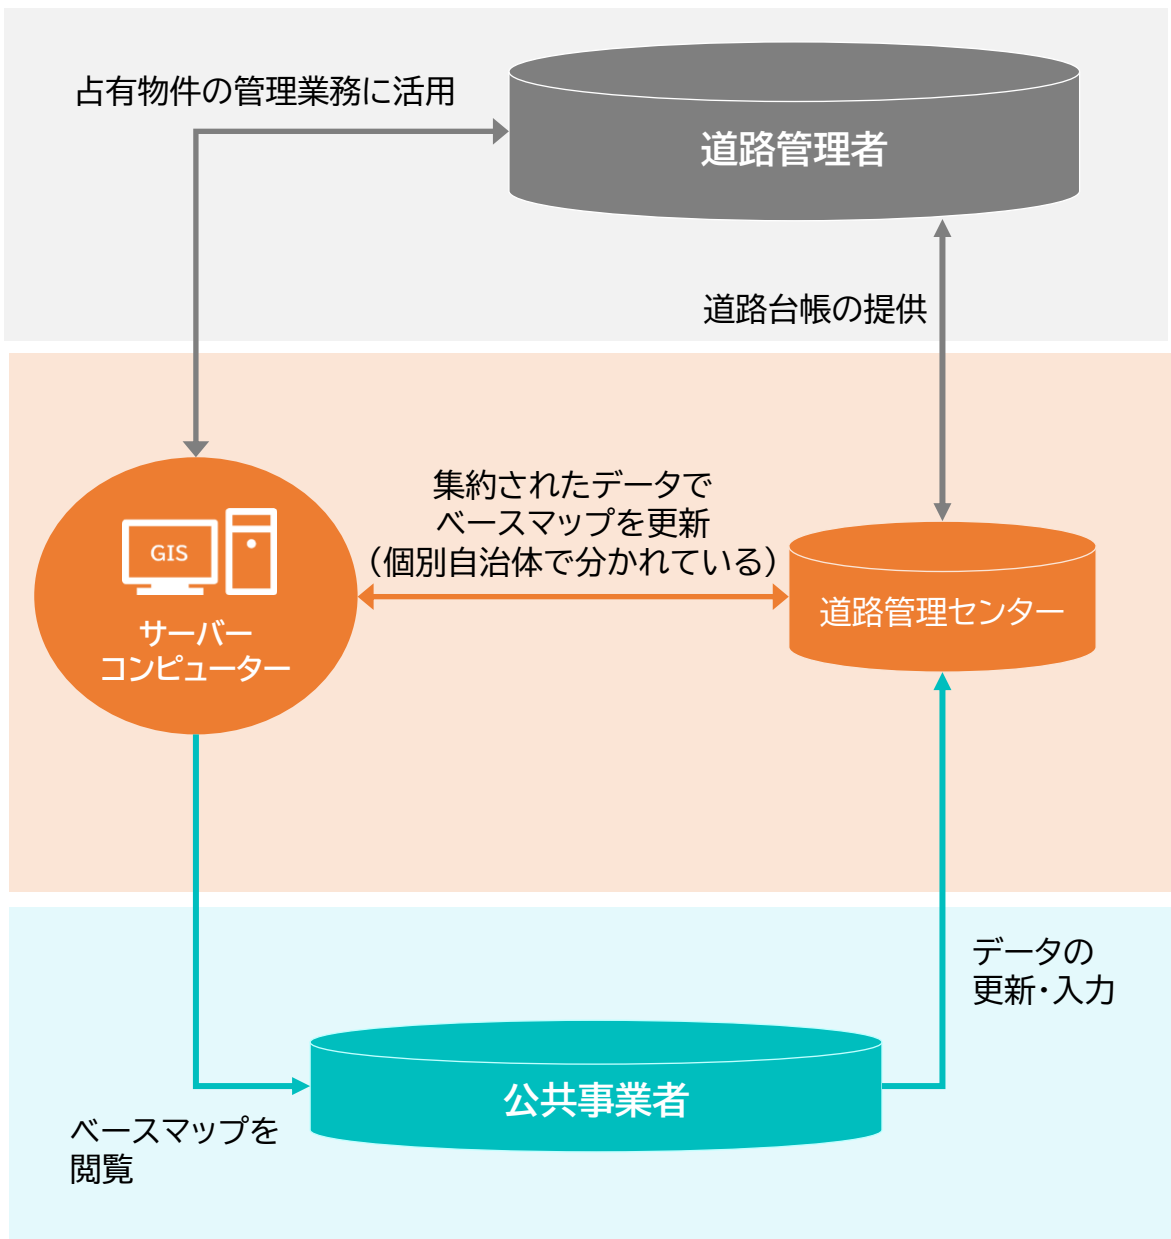 占有物件の管理業務に活用
道路管理者
道路台帳の提供
集約されたデータで
ベースマップを更新
（個別自治体で分かれている）
GIS
サーバー
コンピューター
道路管理センター
データの
更新・入力
公共事業者
ベースマップを
閲覧